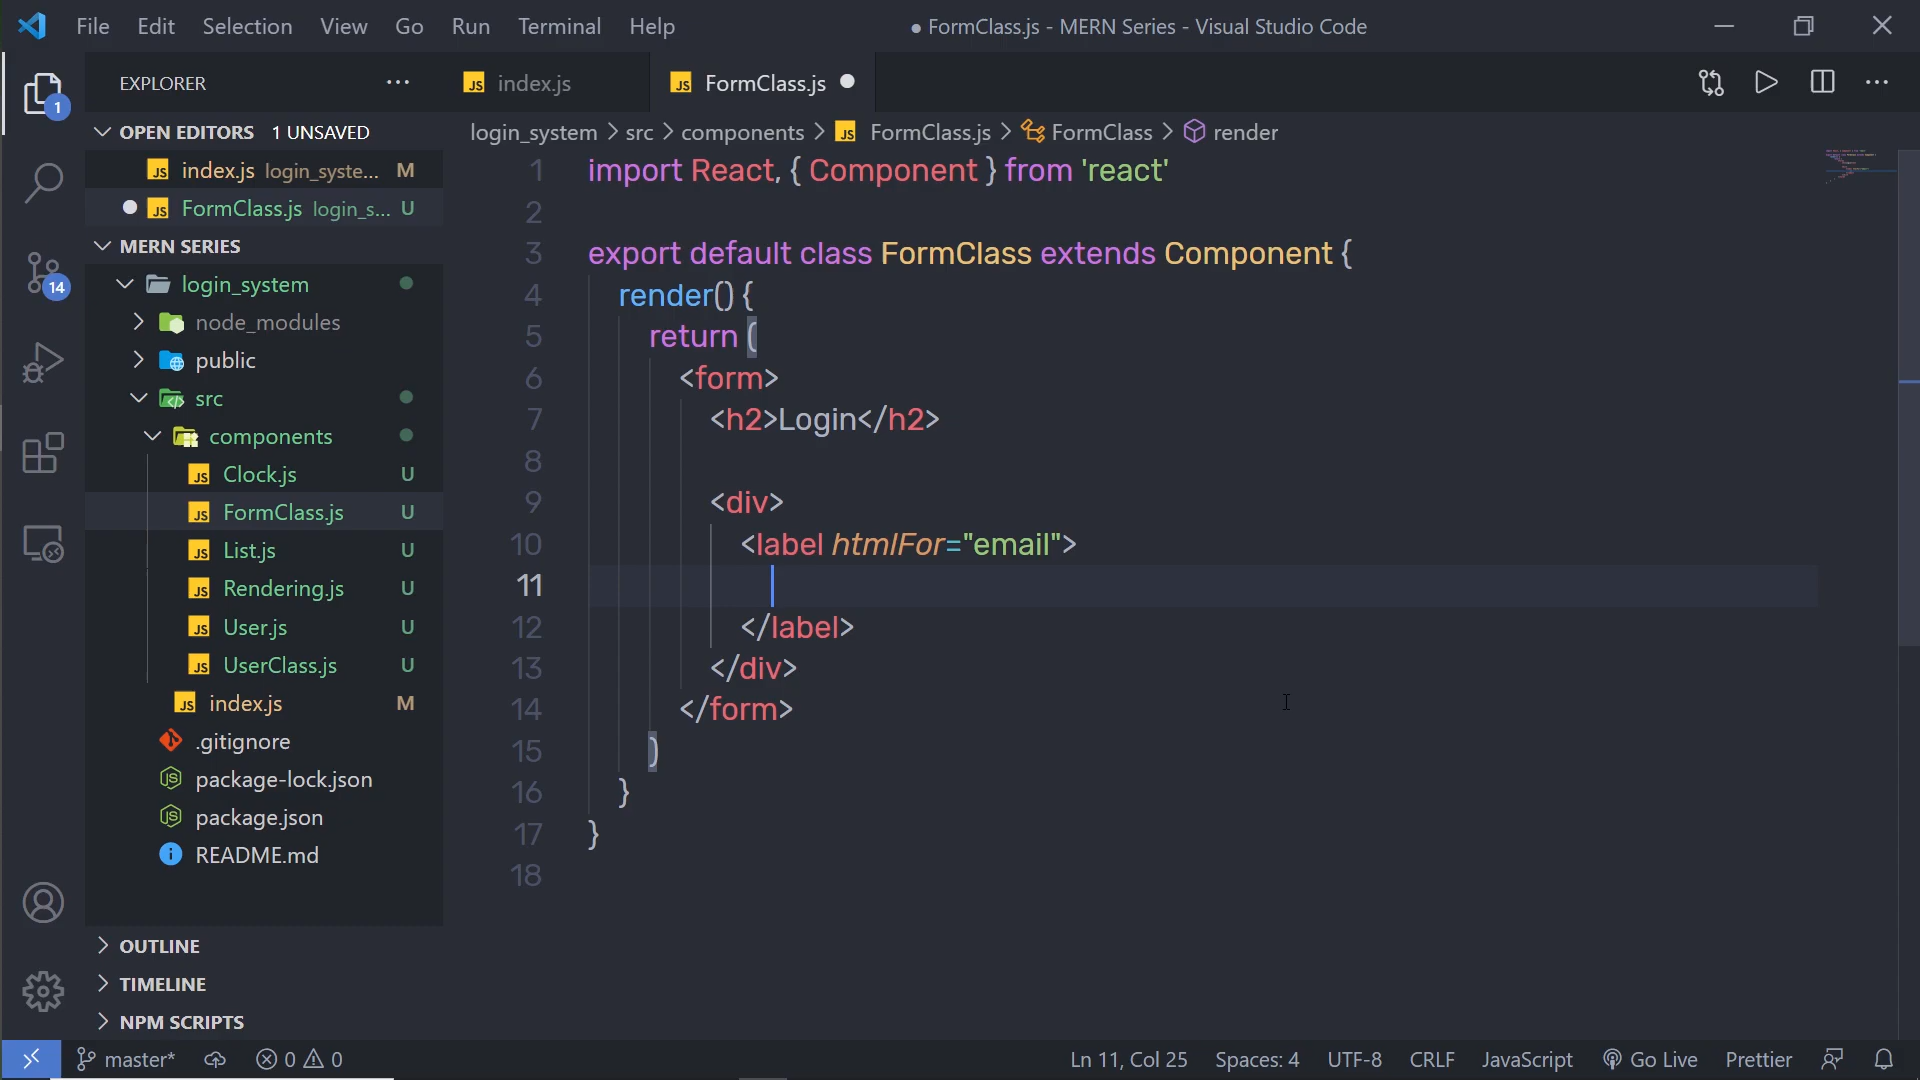 File Edit Selection View Go Run Terminal Help
● FormClass.js - MERN Series - Visual Studio Code
EXPLORER
index.js
FormClass.js
1
OPEN EDITORS 1 UNSAVED
index.js login_syste... M
FormClass.js login_s... U
MERN SERIES
login_system
node_modules
public
src
components
Clock.js U
FormClass.js U
List.js U
Rendering.js U
User.js U
UserClass.js U
index.js M
.gitignore
package-lock.json
package.json
README.md
OUTLINE
TIMELINE
NPM SCRIPTS
14
login_system > src > components > JS FormClass.js > FormClass > render
1 import React, { Component } from 'react'
2
3 export default class FormClass extends Component {
4 render() {
5 return (
6 <form>
7 <h2>Login</h2>
8
9 <div>
10 <label htmlFor="email">
11
12 </label>
13 </div>
14 </form>
15 )
16 }
17 }
18
master* 0 0 Ln 11, Col 25 Spaces: 4 UTF-8 CRLF JavaScript Go Live Prettier